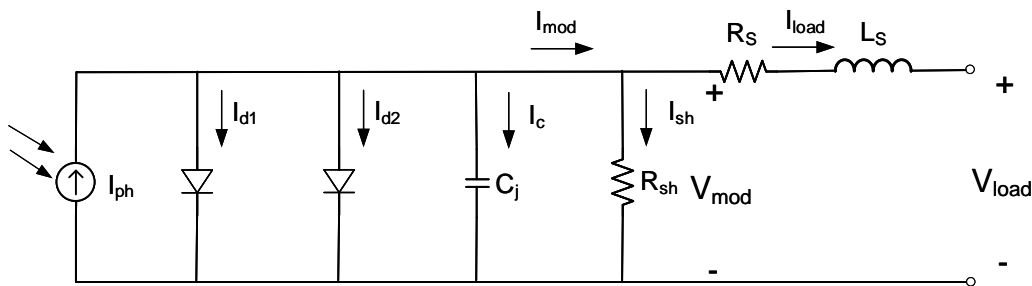 I_mod
R_S
I_load
L_S
+
+
I_d1
I_d2
I_c
I_sh
I_ph
C_j
R_sh
V_mod
V_load
-
-